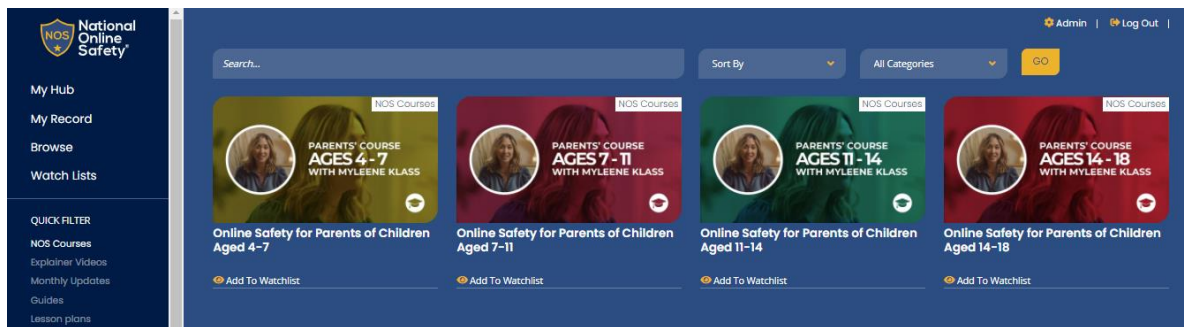 NOS
National
Online
Safety®
My Hub
My Record
Browse
Watch Lists
QUICK FILTER
NOS Courses
Explainer Videos
Monthly Updates
Guides
Lesson plans
Admin | Log Out |
Search...
Sort By
All Categories
GO
NOS Courses
PARENTS' COURSE
AGES 4 - 7
WITH MYLEENE KLASS
Online Safety for Parents of Children
Aged 4-7
Add To Watchlist
NOS Courses
PARENTS' COURSE
AGES 7 - 11
WITH MYLEENE KLASS
Online Safety for Parents of Children
Aged 7-11
Add To Watchlist
NOS Courses
PARENTS' COURSE
AGES 11 - 14
WITH MYLEENE KLASS
Online Safety for Parents of Children
Aged 11-14
Add To Watchlist
NOS Courses
PARENTS' COURSE
AGES 14 - 18
WITH MYLEENE KLASS
Online Safety for Parents of Children
Aged 14-18
Add To Watchlist